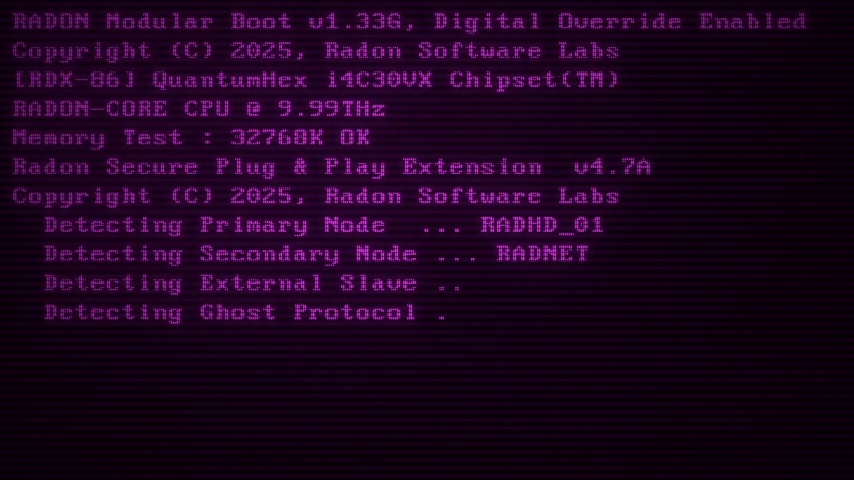 RADON Modular Boot v1.33G, Digital Override Enabled
Copyright (C) 2025, Radon Software Labs
[RDX-86] QuantumHex i4C30VX Chipset(TM)
RADON-CORE CPU @ 9.99THz
Memory Test : 32768K OK
Radon Secure Plug & Play Extension  v4.7A
Copyright (C) 2025, Radon Software Labs
Detecting Primary Node  ... RADHD_01
Detecting Secondary Node ... RADNET
Detecting External Slave ..
Detecting Ghost Protocol .